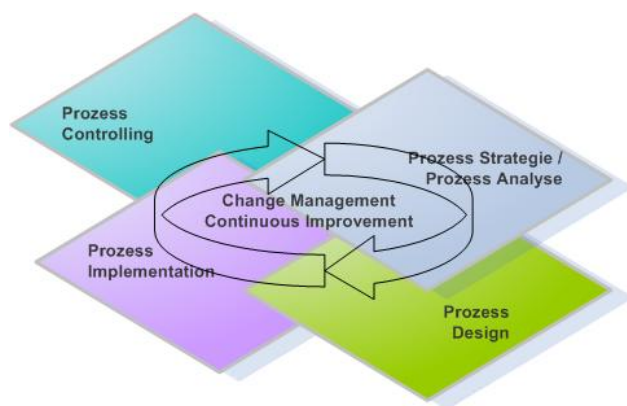 Prozess
Controlling
Prozess Strategie /
Prozess Analyse
Change Management
Continuous Improvement
Prozess
Implementation
Prozess
Design